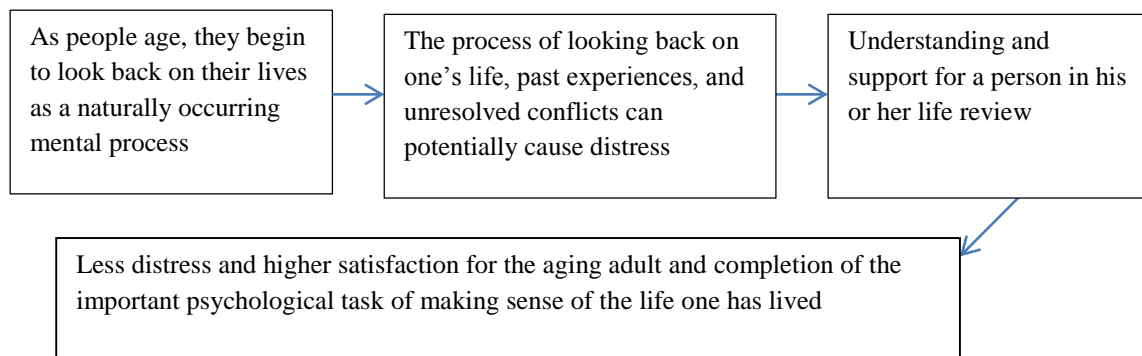 As people age, they begin
to look back on their lives
as a naturally occurring
mental process
The process of looking back on
one’s life, past experiences, and
unresolved conflicts can
potentially cause distress
Understanding and
support for a person in his
or her life review
Less distress and higher satisfaction for the aging adult and completion of the
important psychological task of making sense of the life one has lived